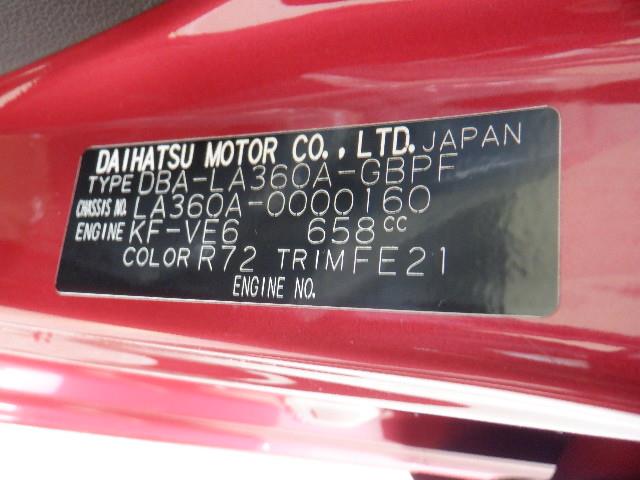 DAIHATSU MOTOR CO., LTD. JAPAN
TYPE DBA-LA360A-GBPF
CHASSIS NO. LA360A-0000160
ENGINE KF-VE6 658cc
COLOR R72 TRIM FE21
ENGINE NO.